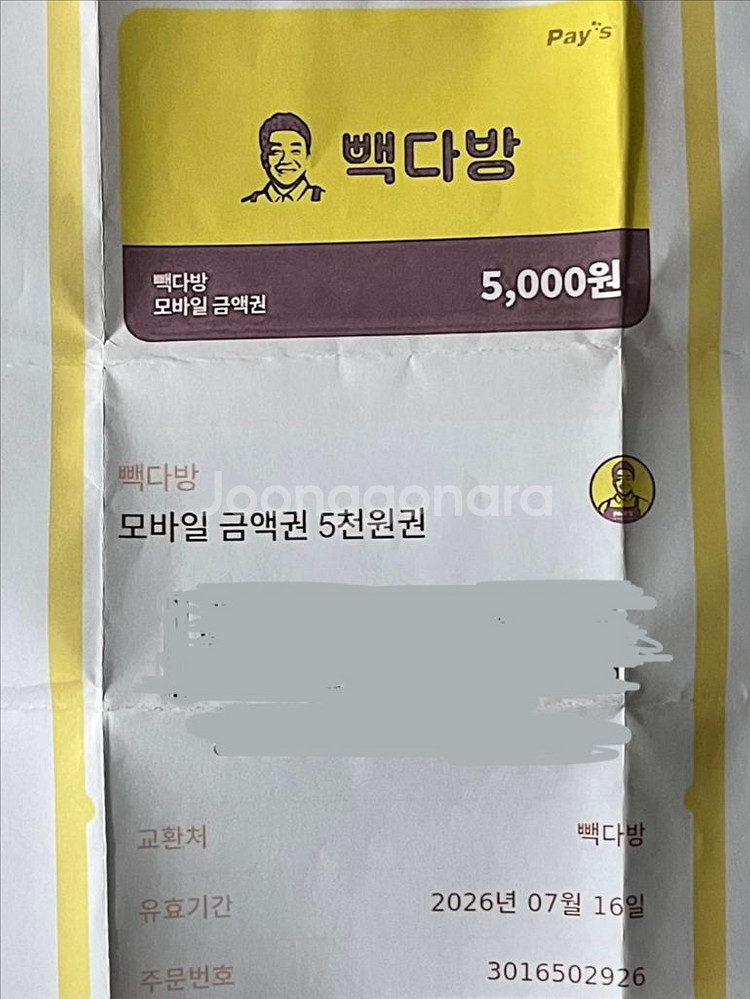 Pay's
빽다방
빽다방
모바일 금액권
5,000원
빽다방
Joonggonara
모바일 금액권 5천원권
교환처 빽다방
유효기간 2026년 07월 16일
주문번호 3016502926